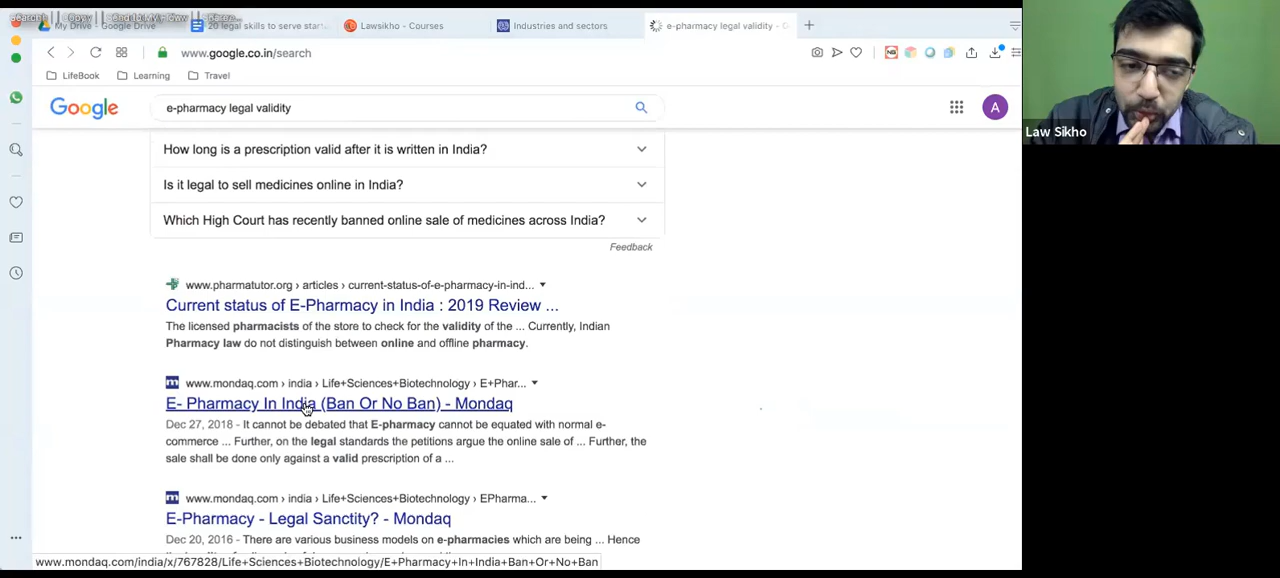 My Drive - Google Drive
20 legal skills to serve start
Lawsikho - Courses
Industries and sectors
e-pharmacy legal validity - G
www.google.co.in/search
LifeBook
Learning
Travel
Google
e-pharmacy legal validity
A
Law Sikho
How long is a prescription valid after it is written in India?
Is it legal to sell medicines online in India?
Which High Court has recently banned online sale of medicines across India?
Feedback
www.pharmatutor.org › articles › current-status-of-e-pharmacy-in-ind...
Current status of E-Pharmacy in India : 2019 Review ...
The licensed pharmacists of the store to check for the validity of the ... Currently, Indian
Pharmacy law do not distinguish between online and offline pharmacy.
www.mondaq.com › india › Life+Sciences+Biotechnology › E+Phar...
E- Pharmacy In India (Ban Or No Ban) - Mondaq
Dec 27, 2018 - It cannot be debated that E-pharmacy cannot be equated with normal e-
commerce ... Further, on the legal standards the petitions argue the online sale of ... Further, the
sale shall be done only against a valid prescription of a ...
www.mondaq.com › india › Life+Sciences+Biotechnology › EPharma...
E-Pharmacy - Legal Sanctity? - Mondaq
Dec 20, 2016 - There are various business models on e-pharmacies which are being ... Hence
www.mondaq.com/india/x/767828/Life+Sciences+Biotechnology/E+Pharmacy+In+India+Ban+Or+No+Ban